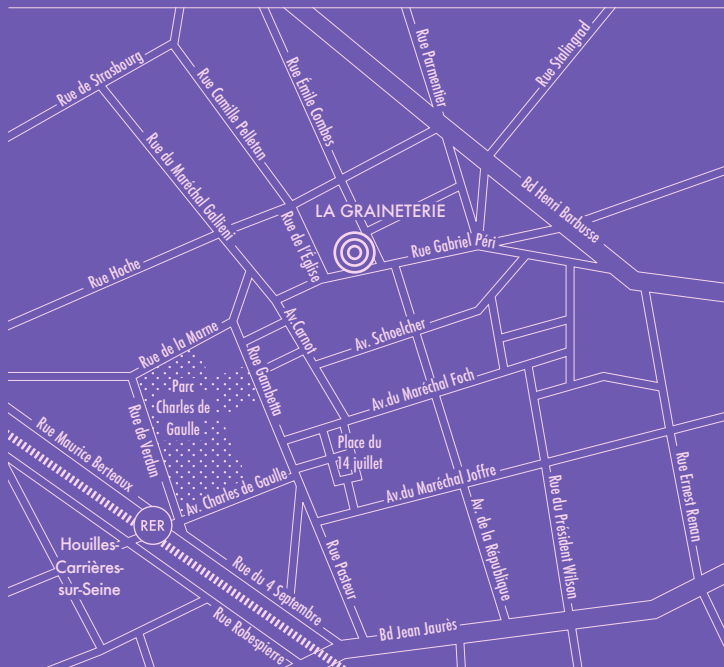 Rue de Strasbourg
Rue Camille Pelletan
Rue Émile Combes
Rue Parmentier
Rue Stalingrad
Rue du Maréchal Gallieni
Bd Henri Barbusse
LA GRAINETERIE
Rue de l'Église
Rue Gabriel Péri
Rue Hoche
Av. Carnot
Av. Schoelcher
Rue de la Marne
Rue Gambetta
Parc
Charles de
Gaulle
Av.du Maréchal Foch
Rue de Verdun
Rue Maurice Berteaux
Place du
14 juillet
Av. Charles de Gaulle
Av.du Maréchal Joffre
Rue Ernest Renan
Av. de la République
Rue du Président Wilson
RER
Houilles-
Carrières-
sur-Seine
Rue Pasteur
Rue du 4 Septembre
Rue Robespierre
Bd Jean Jaurès